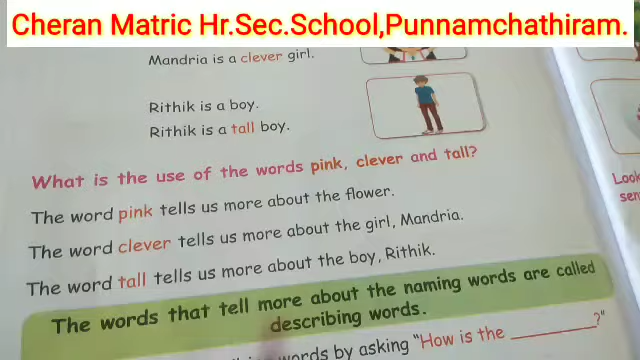 Cheran Matric Hr.Sec.School,Punnamchathiram.
Mandria is a clever girl.
Rithik is a boy.
Rithik is a tall boy.
What is the use of the words pink, clever and tall?
The word pink tells us more about the flower.
The word clever tells us more about the girl, Mandria.
The word tall tells us more about the boy, Rithik.
The words that tell more about the naming words are called
describing words.
words by asking "How is the ________?"
Look
sen